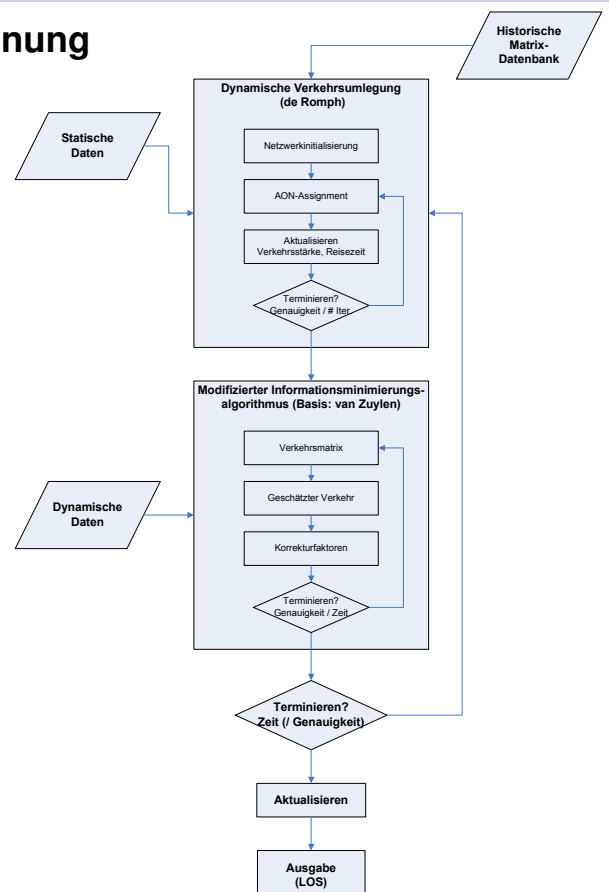 nung
Historische
Matrix-
Datenbank
Dynamische Verkehrsumlegung
(de Romph)
Statische
Daten
Netzwerkinitialisierung
AON-Assignment
Aktualisieren
Verkehrsstärke, Reisezeit
Terminieren?
Genauigkeit / # Iter
Modifizierter Informationsminimierungs-
algorithmus (Basis: van Zuylen)
Verkehrsmatrix
Geschätzter Verkehr
Dynamische
Daten
Korrekturfaktoren
Terminieren?
Genauigkeit / Zeit
Terminieren?
Zeit (/ Genauigkeit)
Aktualisieren
Ausgabe
(LOS)